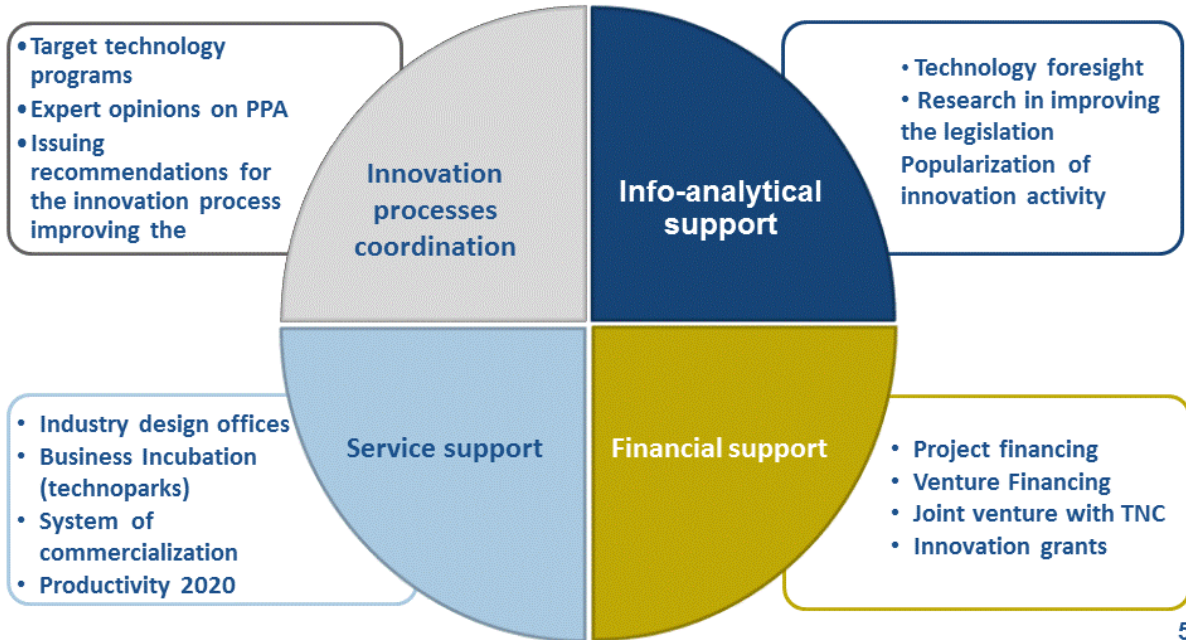 •Target technology
programs
•Expert opinions on PPA
•Issuing
recommendations for
the innovation process
improving the
Innovation
processes
coordination
Info-analytical
support
• Technology foresight
• Research in improving
the legislation
Popularization of
innovation activity
• Industry design offices
• Business Incubation
(technoparks)
• System of
commercialization
• Productivity 2020
Service support
Financial support
• Project financing
• Venture Financing
• Joint venture with TNC
• Innovation grants
5